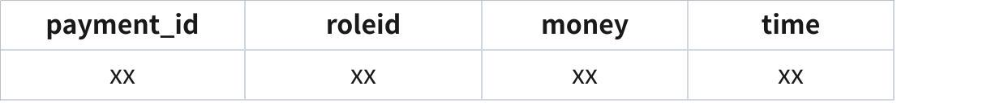 payment_id roleid money time
xx xx xx xx